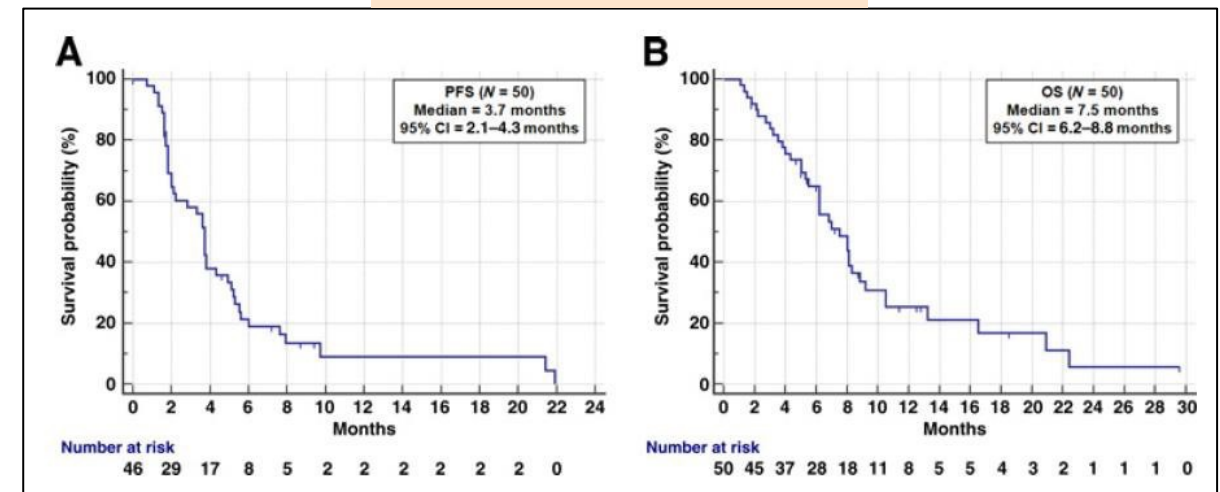 A
PFS (N = 50)
Median = 3.7 months
95% CI = 2.1–4.3 months
Survival probability (%)
100
80
60
40
20
0
0 2 4 6 8 10 12 14 16 18 20 22 24
Months
Number at risk
46 29 17 8 5 2 2 2 2 2 2 0
B
OS (N = 50)
Median = 7.5 months
95% CI = 6.2–8.8 months
Survival probability (%)
100
80
60
40
20
0
0 2 4 6 8 10 12 14 16 18 20 22 24 26 28 30
Months
Number at risk
50 45 37 28 18 11 8 5 5 4 3 2 1 1 1 0